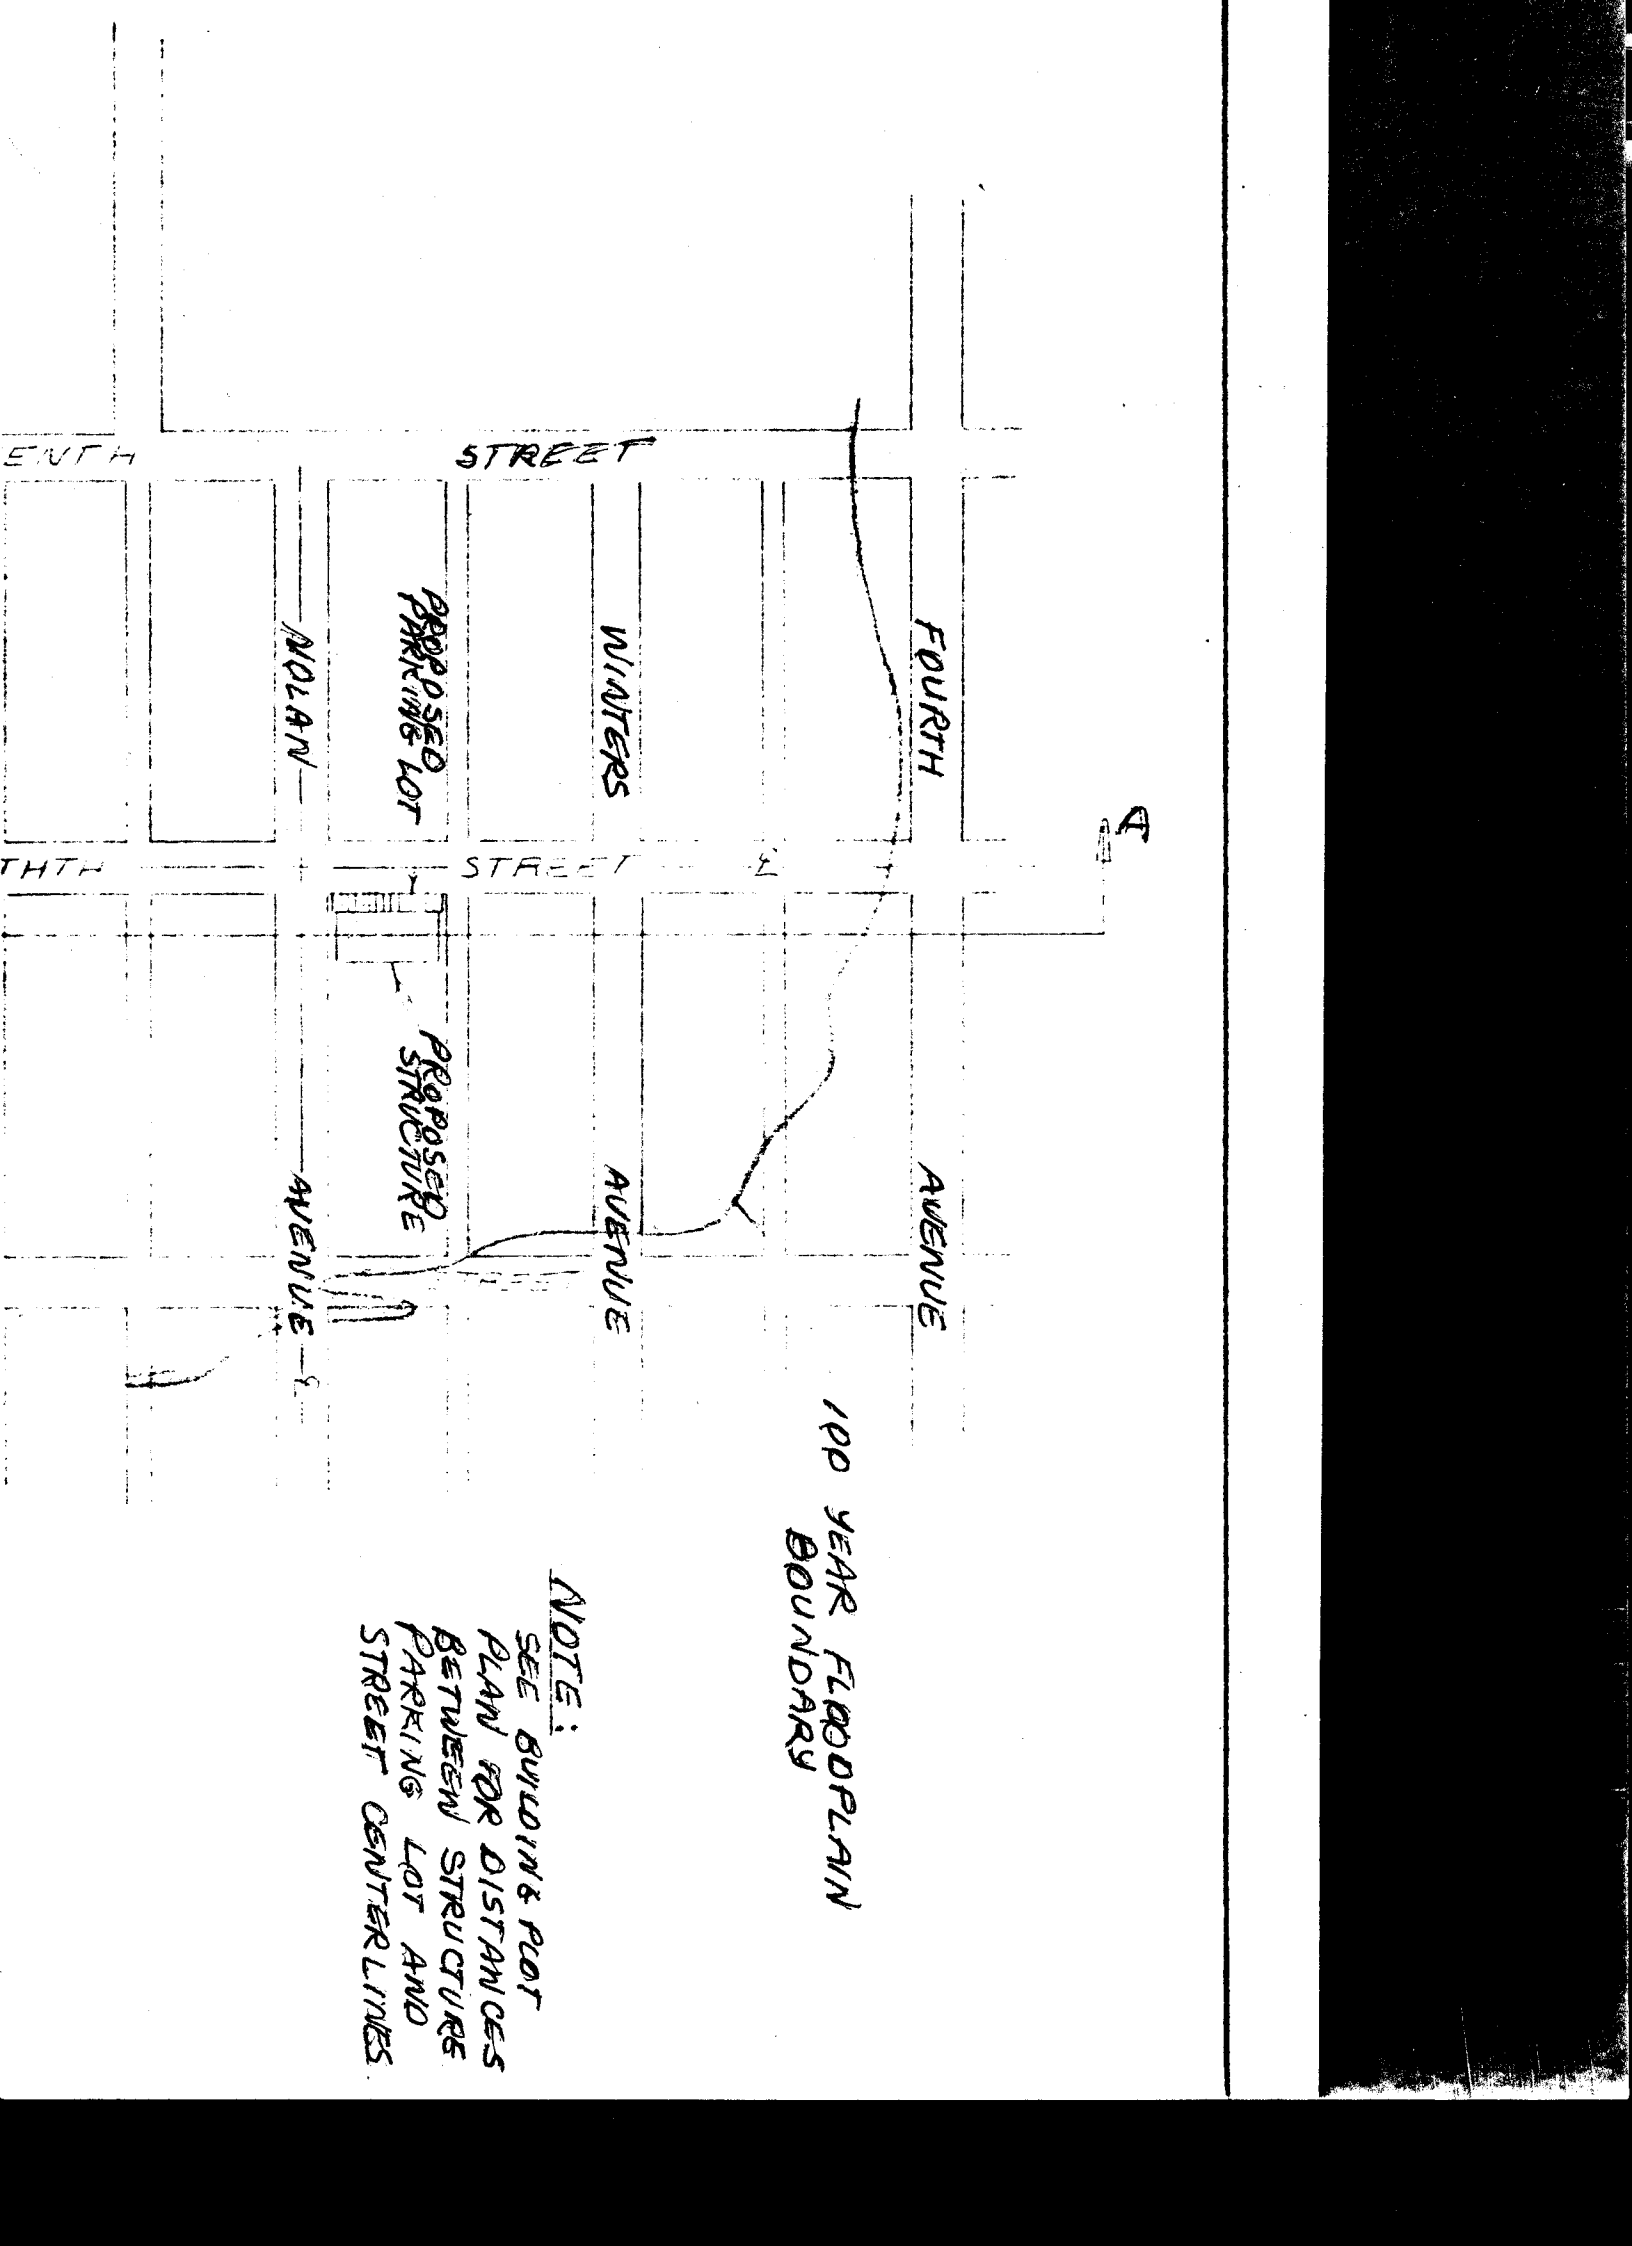 ENTH STREET
PROPOSED
PARKING LOT
NOLAN AVENUE
WINTERS AVENUE
FOURTH AVENUE
A
THTH STREET
PROPOSED
STRUCTURE
STREET
100 YEAR FLOODPLAIN
BOUNDARY
NOTE:
SEE BUILDING PLOT
PLAN FOR DISTANCES
BETWEEN STRUCTURE
PARKING LOT AND
STREET CENTERLINES